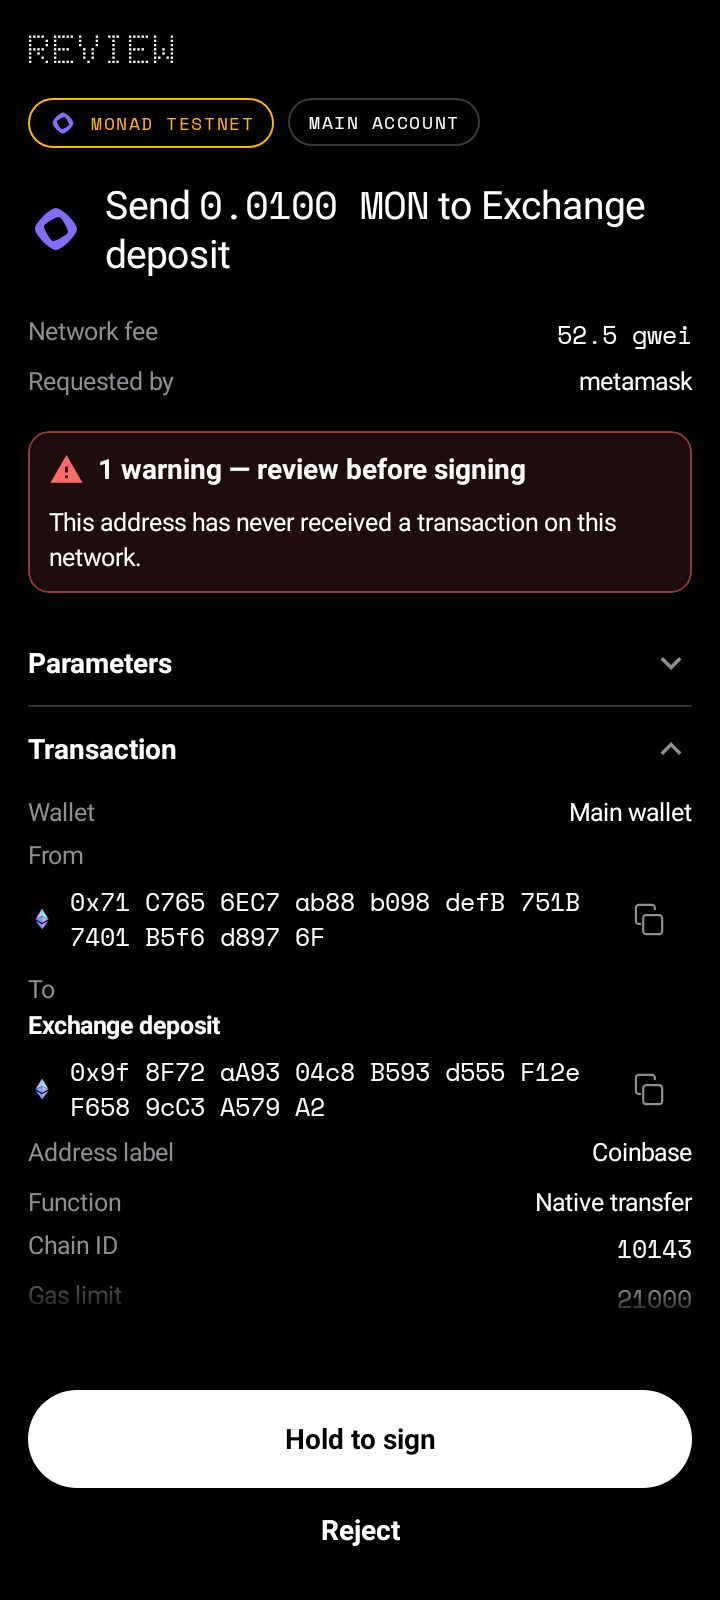 REVIEW
MONAD TESTNET
MAIN ACCOUNT
Send 0.0100 MON to Exchange
deposit
Network fee
52.5 gwei
Requested by
metamask
1 warning — review before signing
This address has never received a transaction on this
network.
Parameters
Transaction
Wallet
Main wallet
From
0x71 C765 6EC7 ab88 b098 defB 751B
7401 B5f6 d897 6F
To
Exchange deposit
0x9f 8F72 aA93 04c8 B593 d555 F12e
F658 9cC3 A579 A2
Address label
Coinbase
Function
Native transfer
Chain ID
10143
Gas limit
21000
Hold to sign
Reject